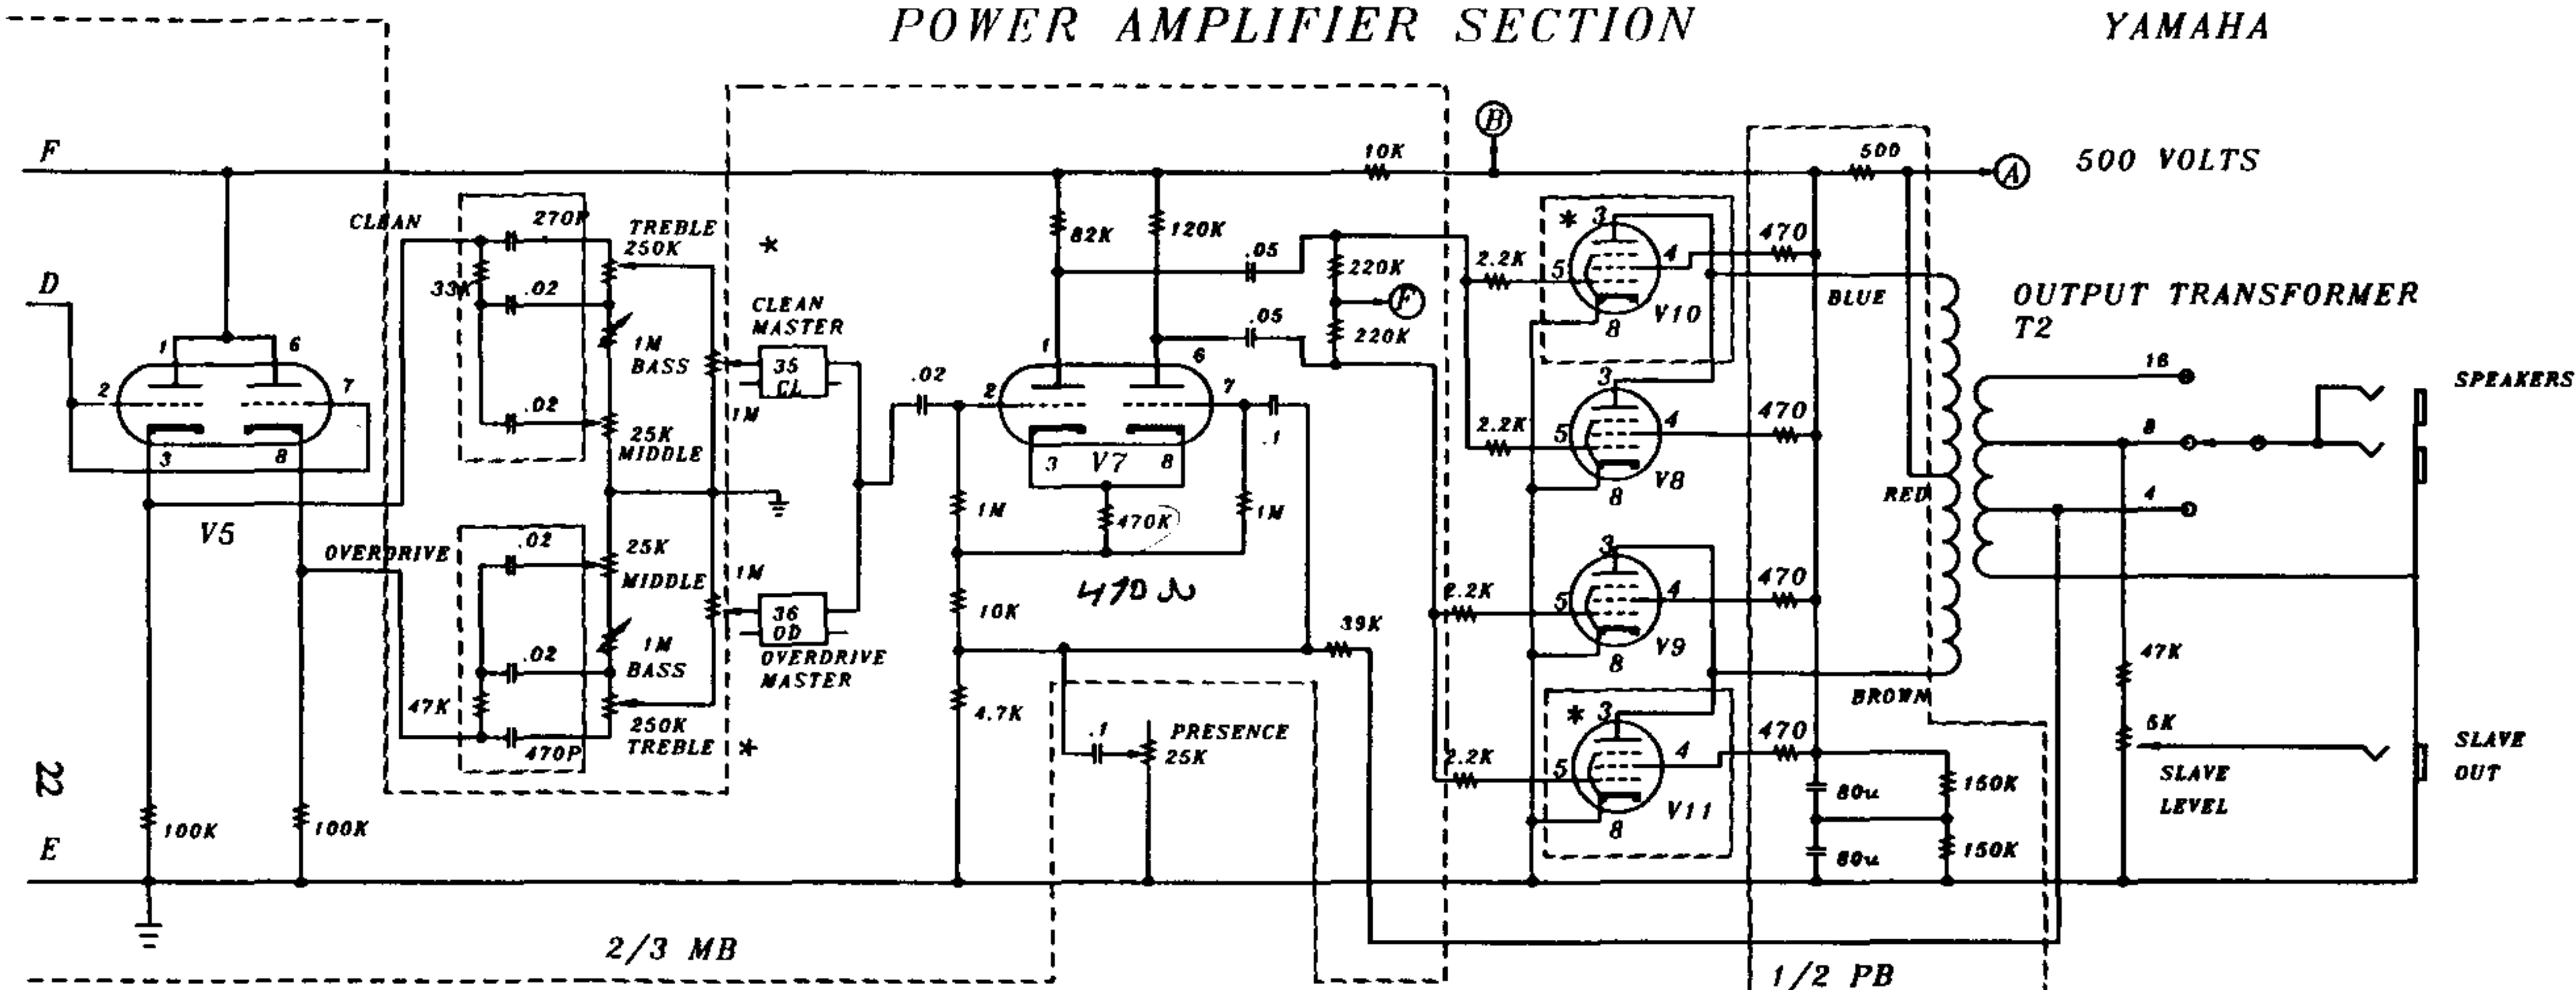 POWER AMPLIFIER SECTION
YAMAHA
F
B
10K
500
A
500 VOLTS
CLEAN
270P
TREBLE
250K
*
82K
120K
.05
220K
F
2.2K
5
*
3
4
8
V10
470
BLUE
OUTPUT TRANSFORMER
T2
D
33K
.02
1M
BASS
CLEAN
MASTER
35
CL
1M
.05
220K
1
6
2
7
3
8
V5
.02
25K
MIDDLE
.02
1
6
2
7
.1
3
V7
8
1M
470K
1M
470 Ω
2.2K
5
3
4
8
V8
470
RED
16
8
4
SPEAKERS
OVERDRIVE
.02
25K
MIDDLE
1M
36
OD
OVERDRIVE
MASTER
10K
39K
2.2K
5
3
4
8
V9
470
BROWN
47K
.02
1M
BASS
47K
470P
250K
TREBLE
*
4.7K
.1
PRESENCE
25K
2.2K
5
*
3
4
8
V11
470
5K
SLAVE
LEVEL
SLAVE
OUT
22
E
100K
100K
80u
150K
80u
150K
2/3 MB
1/2 PB